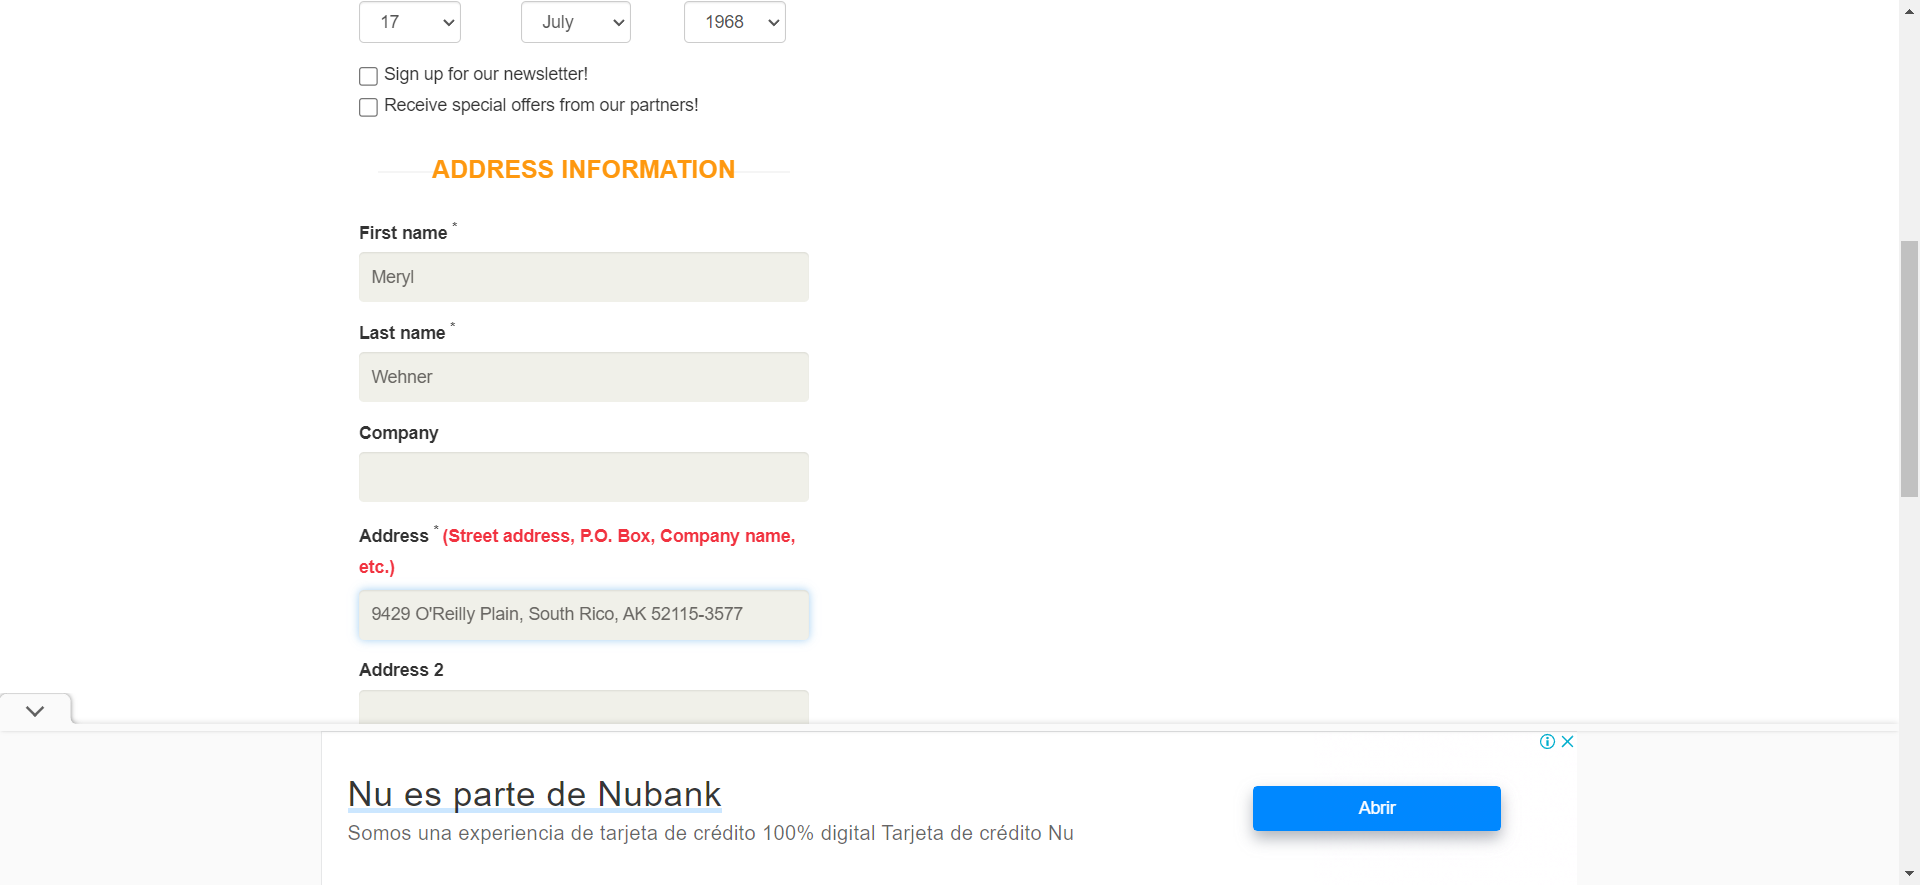 17 July 1968
Sign up for our newsletter!
Receive special offers from our partners!
ADDRESS INFORMATION
First name *
Meryl
Last name *
Wehner
Company
Address * (Street address, P.O. Box, Company name,
etc.)
9429 O'Reilly Plain, South Rico, AK 52115-3577
Address 2
Nu es parte de Nubank
Somos una experiencia de tarjeta de crédito 100% digital Tarjeta de crédito Nu
Abrir